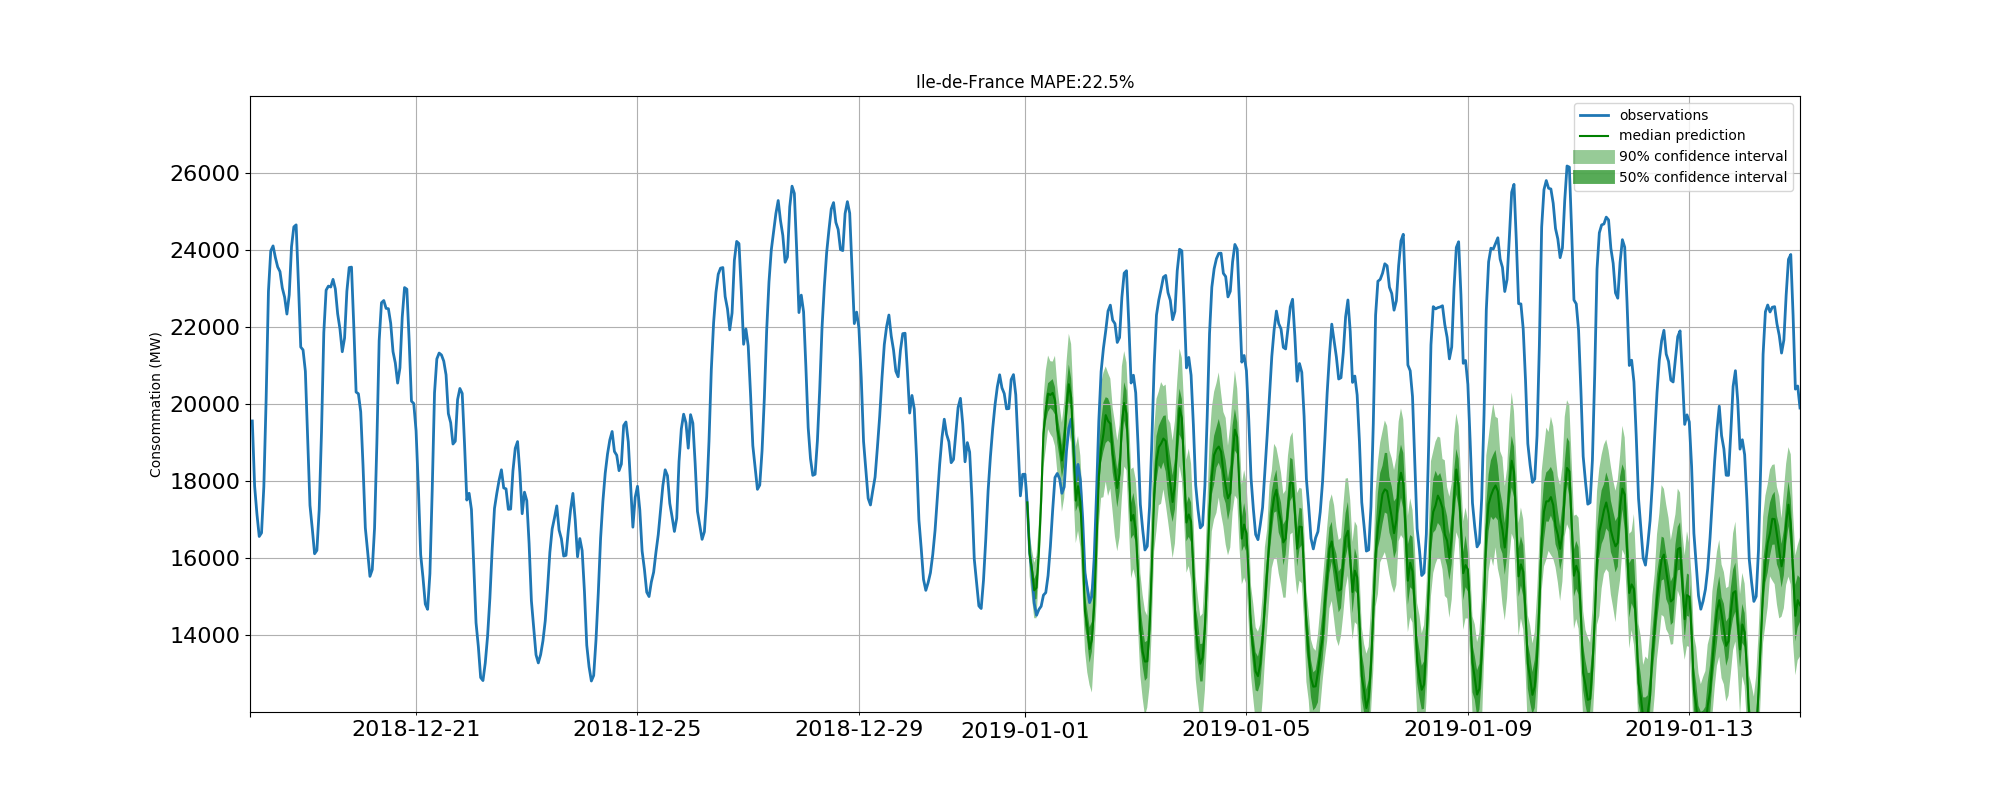 Ile-de-France MAPE:22.5%
observations
median prediction
90% confidence interval
50% confidence interval
Consommation (MW)
26000
24000
22000
20000
18000
16000
14000
2018-12-21 2018-12-25 2018-12-29 2019-01-01 2019-01-05 2019-01-09 2019-01-13